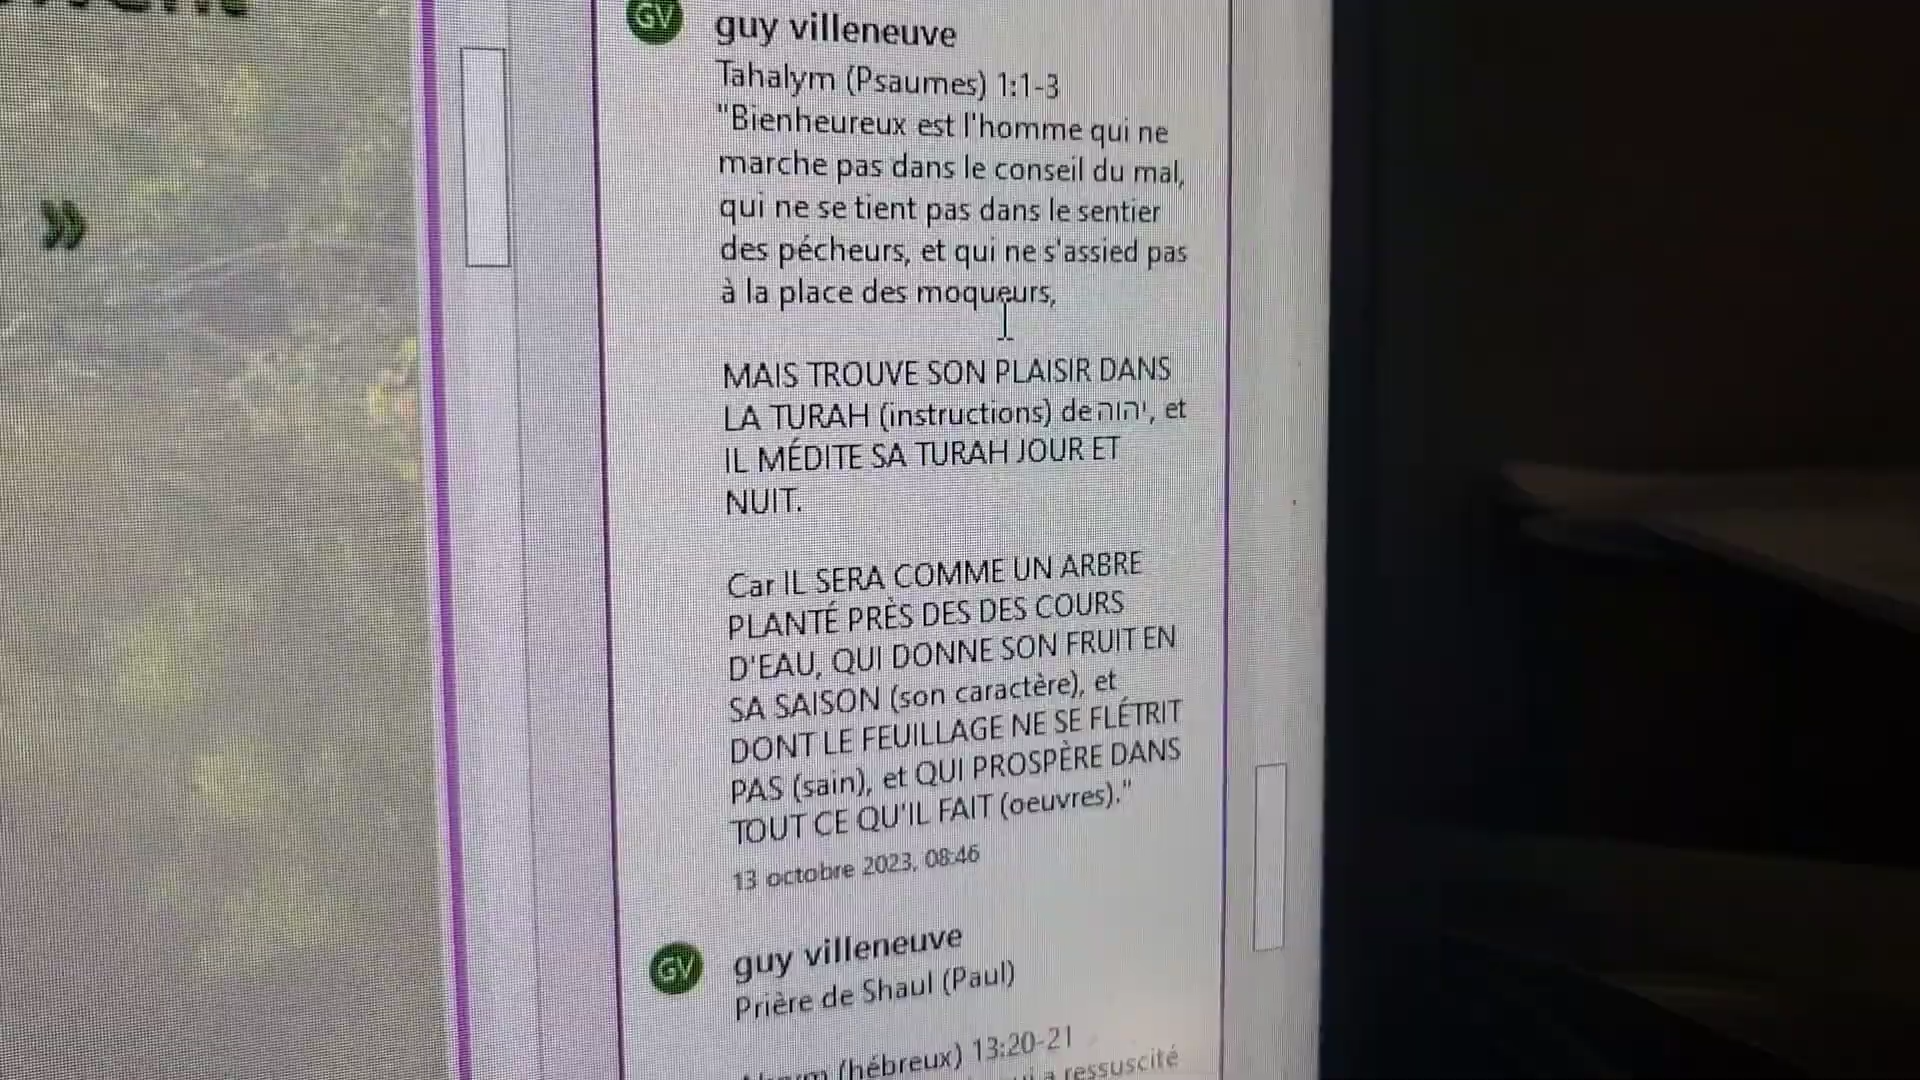 GV
guy villeneuve
Tahalym (Psaumes) 1:1-3
"Bienheureux est l'homme qui ne
marche pas dans le conseil du mal,
qui ne se tient pas dans le sentier
des pécheurs, et qui ne s'assied pas
à la place des moqueurs,
MAIS TROUVE SON PLAISIR DANS
LA TURAH (instructions) de יהוה, et
IL MÉDITE SA TURAH JOUR ET
NUIT.
Car IL SERA COMME UN ARBRE
PLANTÉ PRÈS DES DES COURS
D'EAU, QUI DONNE SON FRUIT EN
SA SAISON (son caractère), et
DONT LE FEUILLAGE NE SE FLÉTRIT
PAS (sain), et QUI PROSPÈRE DANS
TOUT CE QU'IL FAIT (oeuvres)."
13 octobre 2023, 08:46
GV
guy villeneuve
Prière de Shaul (Paul)
(hébreux) 13:20-21
a ressuscité
»